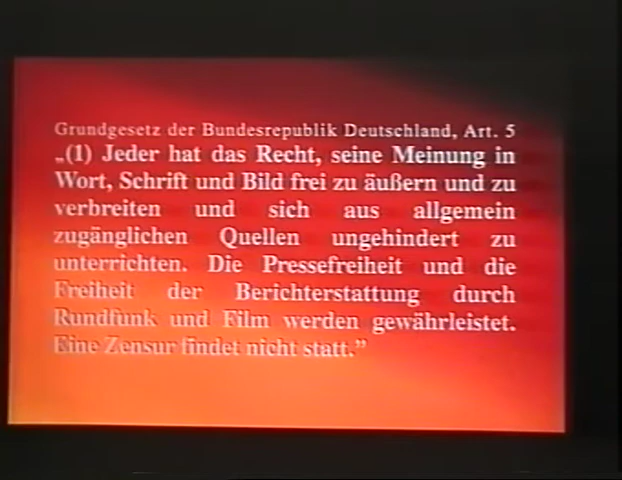 Grundgesetz der Bundesrepublik Deutschland, Art. 5
„(1) Jeder hat das Recht, seine Meinung in
Wort, Schrift und Bild frei zu äußern und zu
verbreiten und sich aus allgemein
zugänglichen Quellen ungehindert zu
unterrichten. Die Pressefreiheit und die
Freiheit der Berichterstattung durch
Rundfunk und Film werden gewährleistet.
Eine Zensur findet nicht statt.”